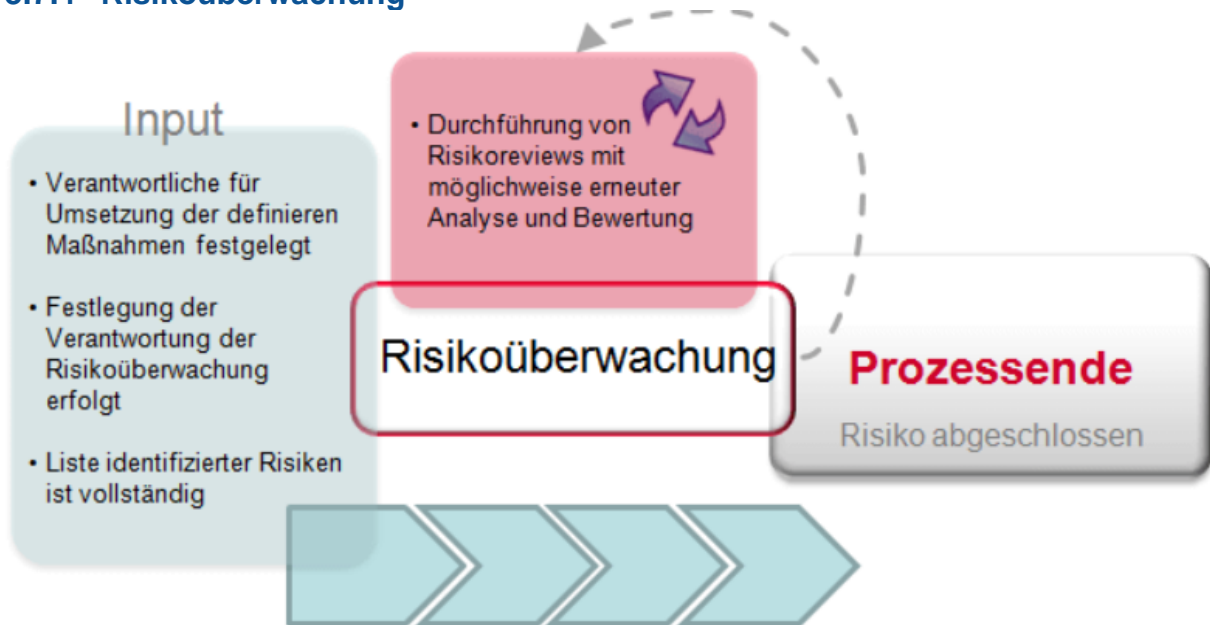 Risikoüberwachung
Input
• Verantwortliche für
Umsetzung der definieren
Maßnahmen festgelegt
• Festlegung der
Verantwortung der
Risikoüberwachung
erfolgt
• Liste identifizierter Risiken
ist vollständig
• Durchführung von
Risikoreviews mit
möglichweise erneuter
Analyse und Bewertung
Risikoüberwachung
Prozessende
Risiko abgeschlossen